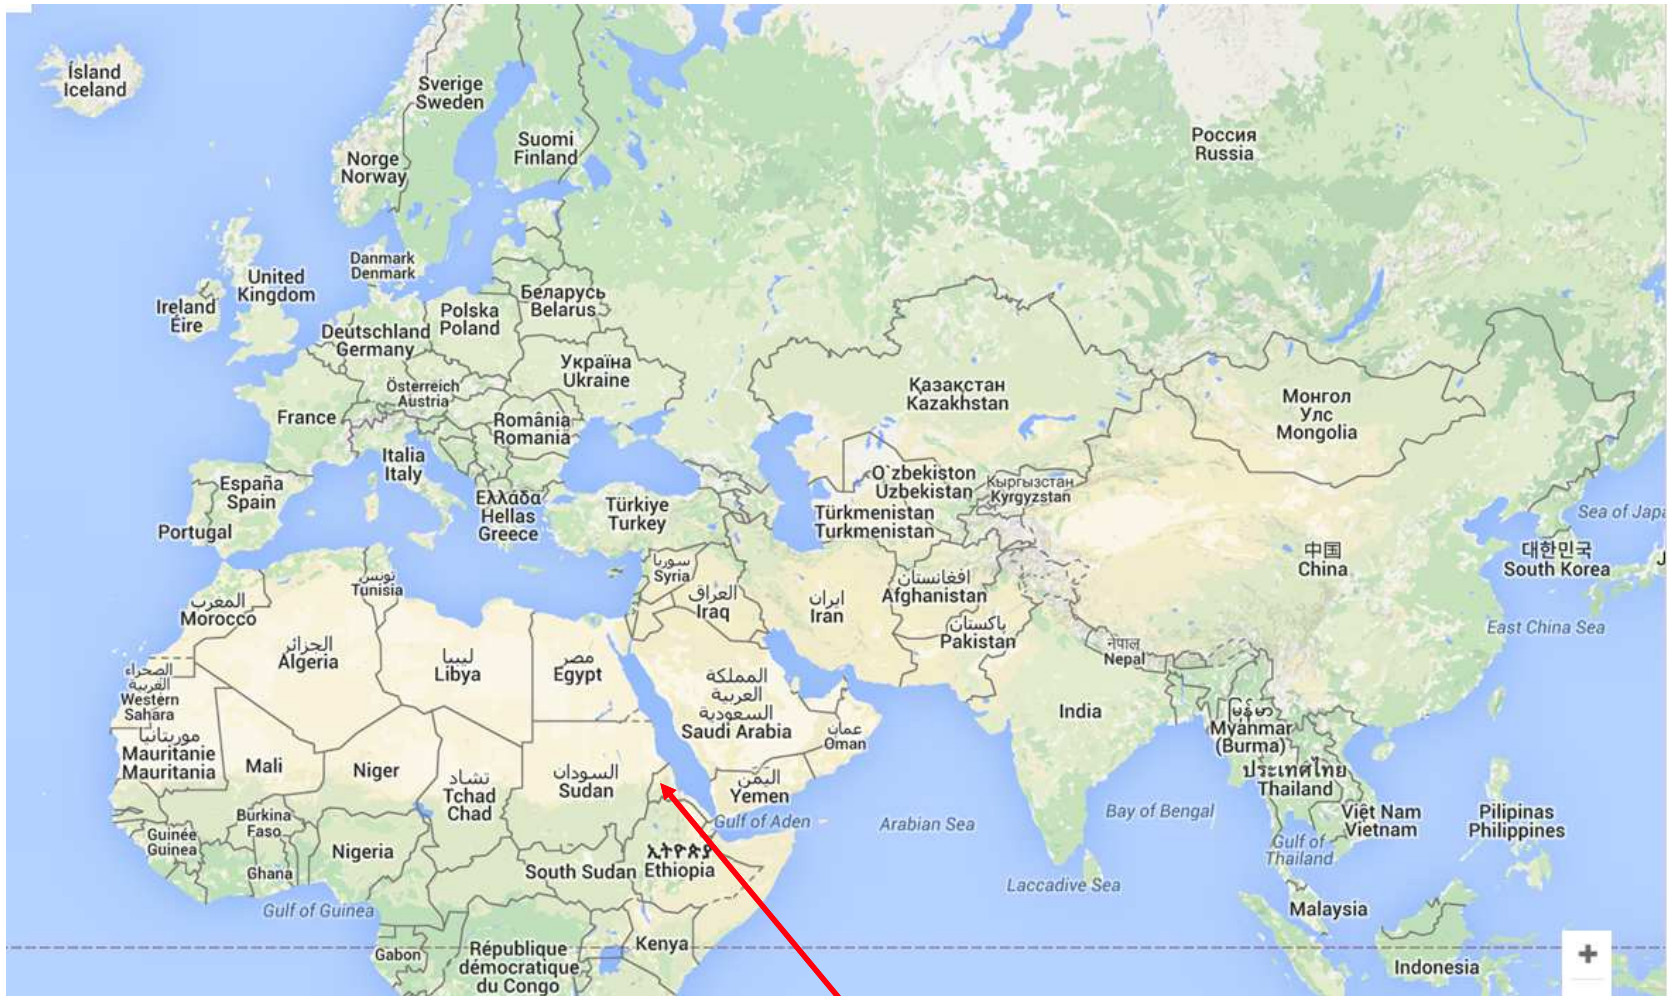 Ísland
Iceland
Sverige
Sweden
Suomi
Finland
Norge
Norway
Россия
Russia
Danmark
Denmark
United
Kingdom
Ireland
Éire
Беларусь
Belarus
Polska
Poland
Deutschland
Germany
Україна
Ukraine
Österreich
Austria
France
România
Romania
Қазақстан
Kazakhstan
Монгол
Улс
Mongolia
Italia
Italy
España
Spain
Portugal
Ελλάδα
Hellas
Greece
Türkiye
Turkey
O`zbekiston
Uzbekistan
Кыргызстан
Kyrgyzstan
Türkmenistan
Turkmenistan
Sea of Japa
中国
China
대한민국
South Korea
J
تونس
Tunisia
المغرب
Morocco
سوريا
Syria
العراق
Iraq
ایران
Iran
افغانستان
Afghanistan
پاکستان
Pakistan
नेपाल
Nepal
East China Sea
الجزائر
Algeria
ليبيا
Libya
مصر
Egypt
المملكة
العربية
السعودية
Saudi Arabia
عمان
Oman
India
မြန်မာ
Myanmar
(Burma)
الصحراء
الغربية
Western
Sahara
موريتانيا
Mauritanie
Mauritania
Mali
Niger
تشاد
Tchad
Chad
السودان
Sudan
اليَمَن
Yemen
Gulf of Aden
Arabian Sea
Bay of Bengal
ประเทศไทย
Thailand
Việt Nam
Vietnam
Pilipinas
Philippines
Gulf of
Thailand
Burkina
Faso
Guinée
Guinea
Nigeria
Ghana
South Sudan
ኢትዮጵያ
Ethiopia
Laccadive Sea
Malaysia
Gulf of Guinea
Gabon
République
démocratique
du Congo
Kenya
Indonesia
+